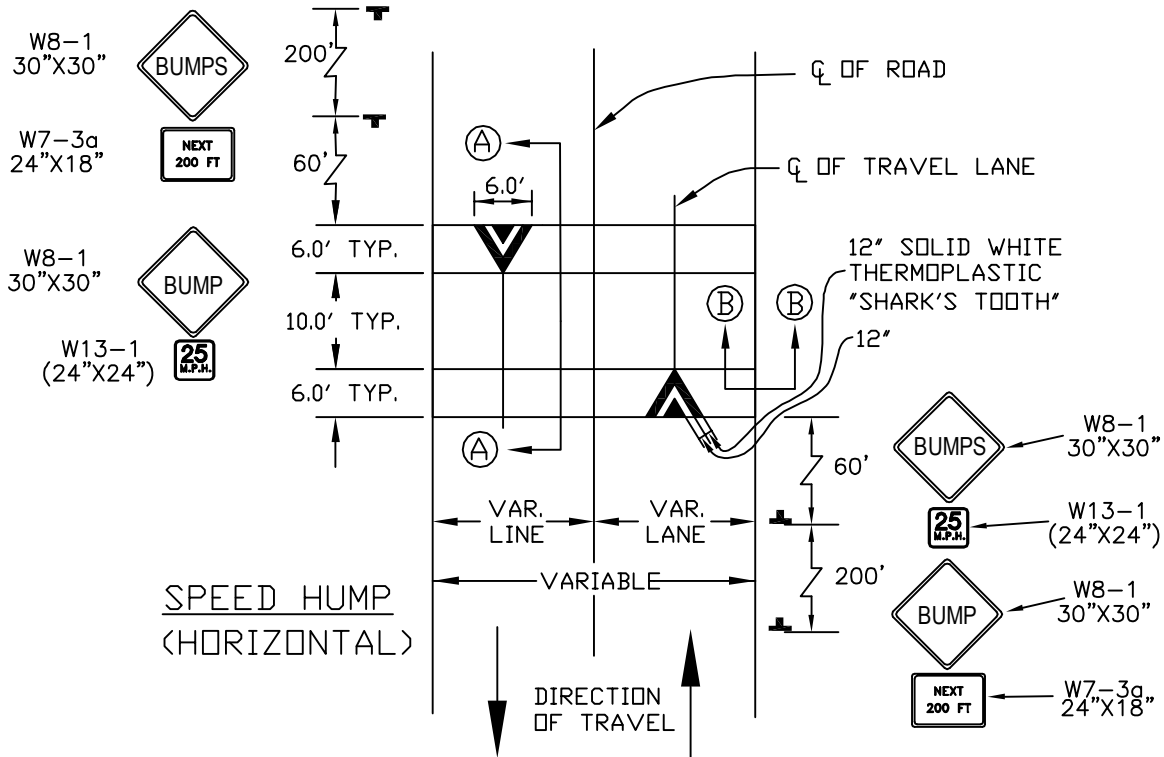 W8-1
30"X30"
BUMPS
W7-3a
24"X18"
NEXT
200 FT
W8-1
30"X30"
BUMP
W13-1
(24"X24")
25
M.P.H.
200'
60'
6.0' TYP.
10.0' TYP.
6.0' TYP.
A
6.0'
A
℄ OF ROAD
℄ OF TRAVEL LANE
12" SOLID WHITE
THERMOPLASTIC
"SHARK'S TOOTH"
12"
B
B
VAR.
LINE
VAR.
LANE
VARIABLE
SPEED HUMP
(HORIZONTAL)
DIRECTION
OF TRAVEL
60'
200'
BUMPS
W8-1
30"X30"
25
M.P.H.
W13-1
(24"X24")
BUMP
W8-1
30"X30"
NEXT
200 FT
W7-3a
24"X18"